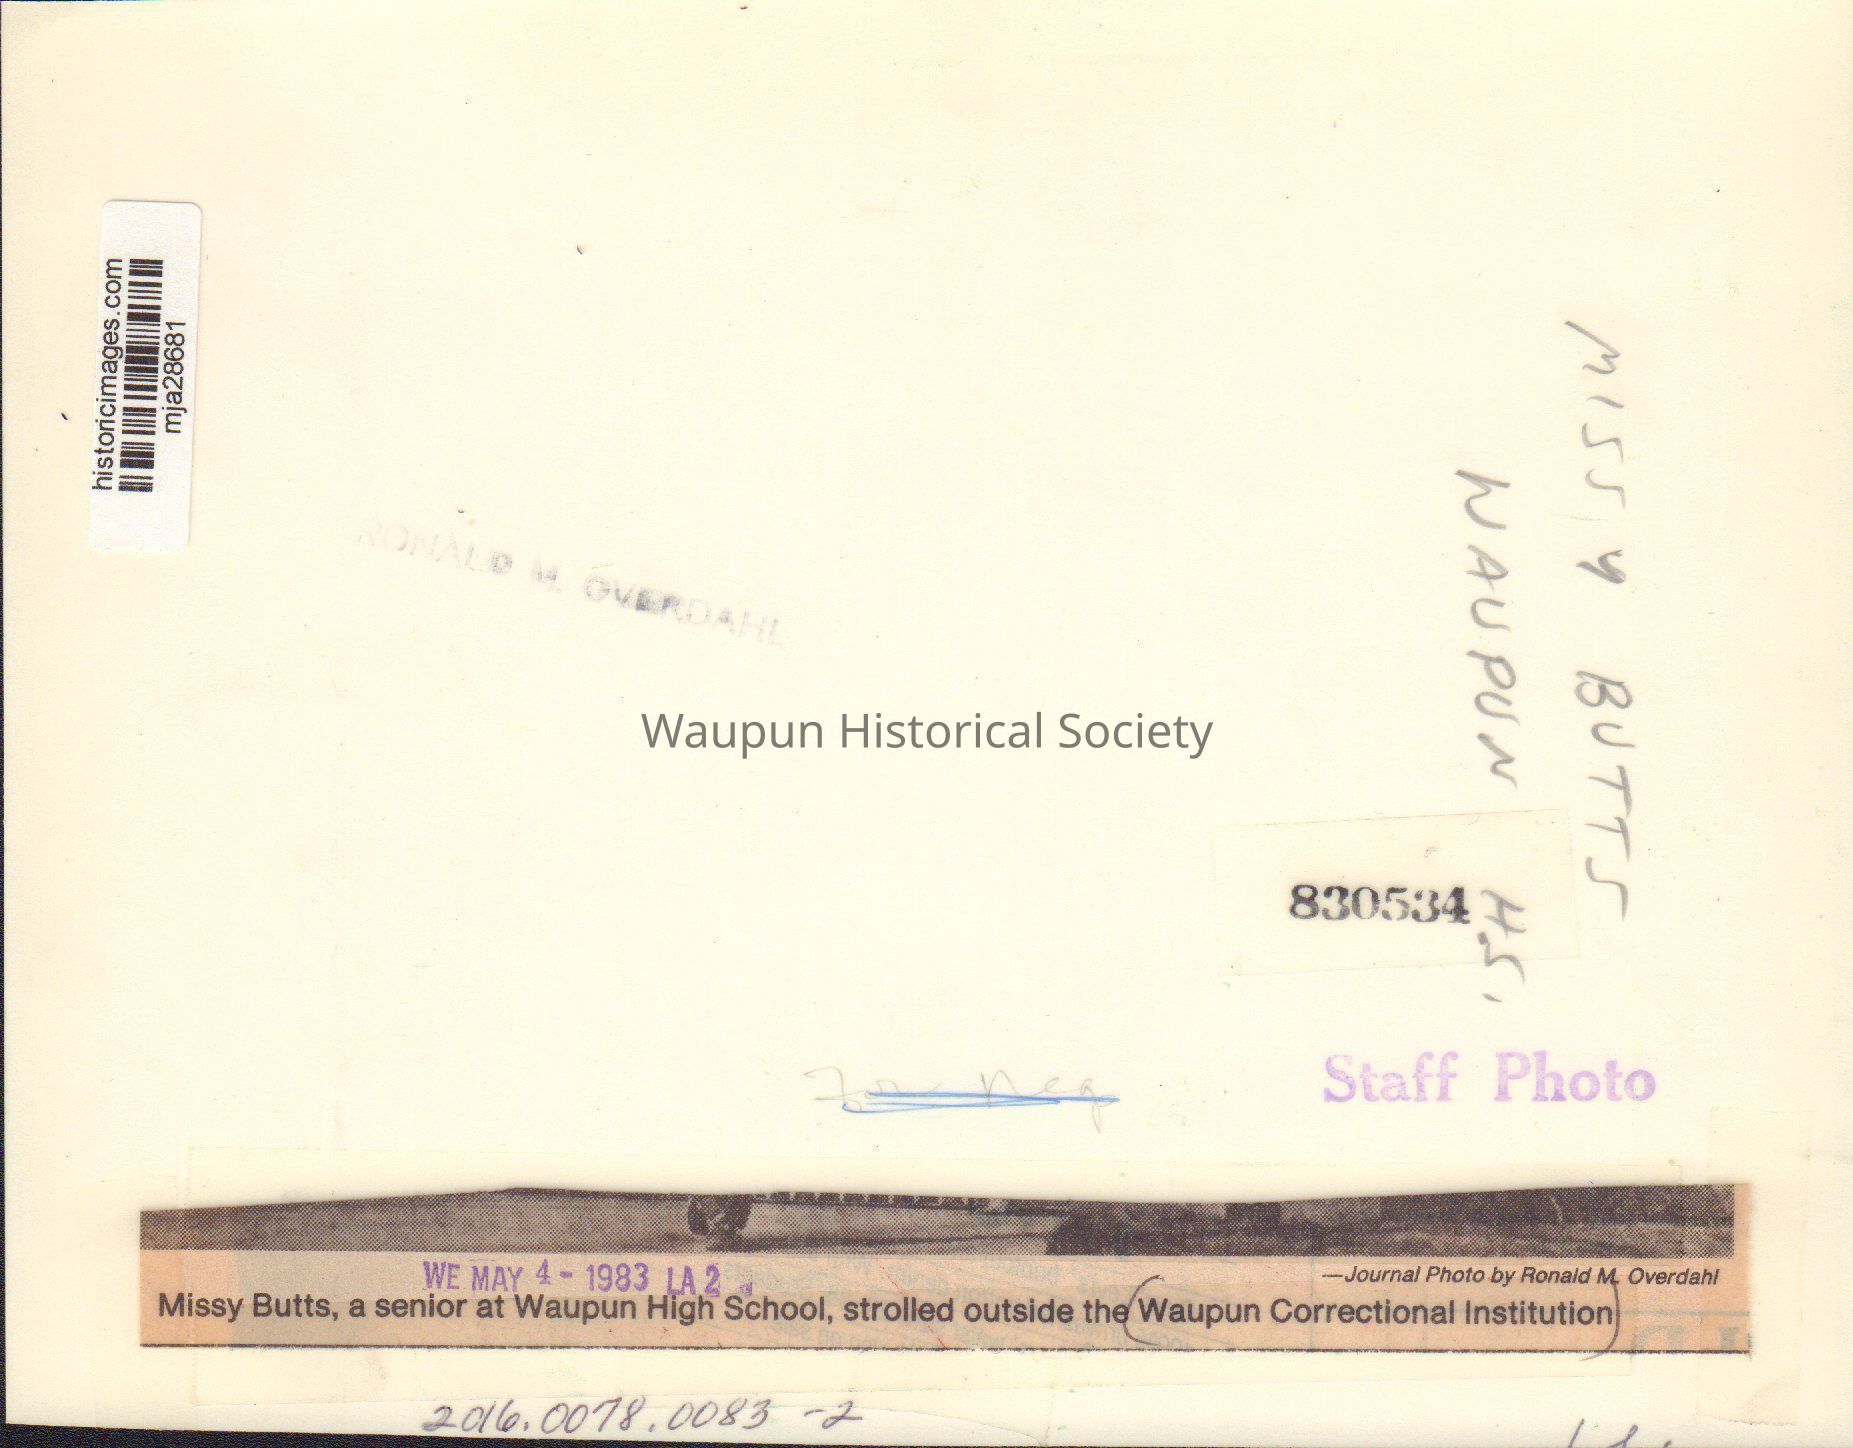 historicimages.com
mja28681
MISSY BUTTS
WAUPUN H.S.
RONALD M. OVERDAHL
Waupun Historical Society
830534
Staff Photo
WE MAY 4 - 1983 LA 2
—Journal Photo by Ronald M. Overdahl
Missy Butts, a senior at Waupun High School, strolled outside the Waupun Correctional Institution
2016.0078.0083 -2